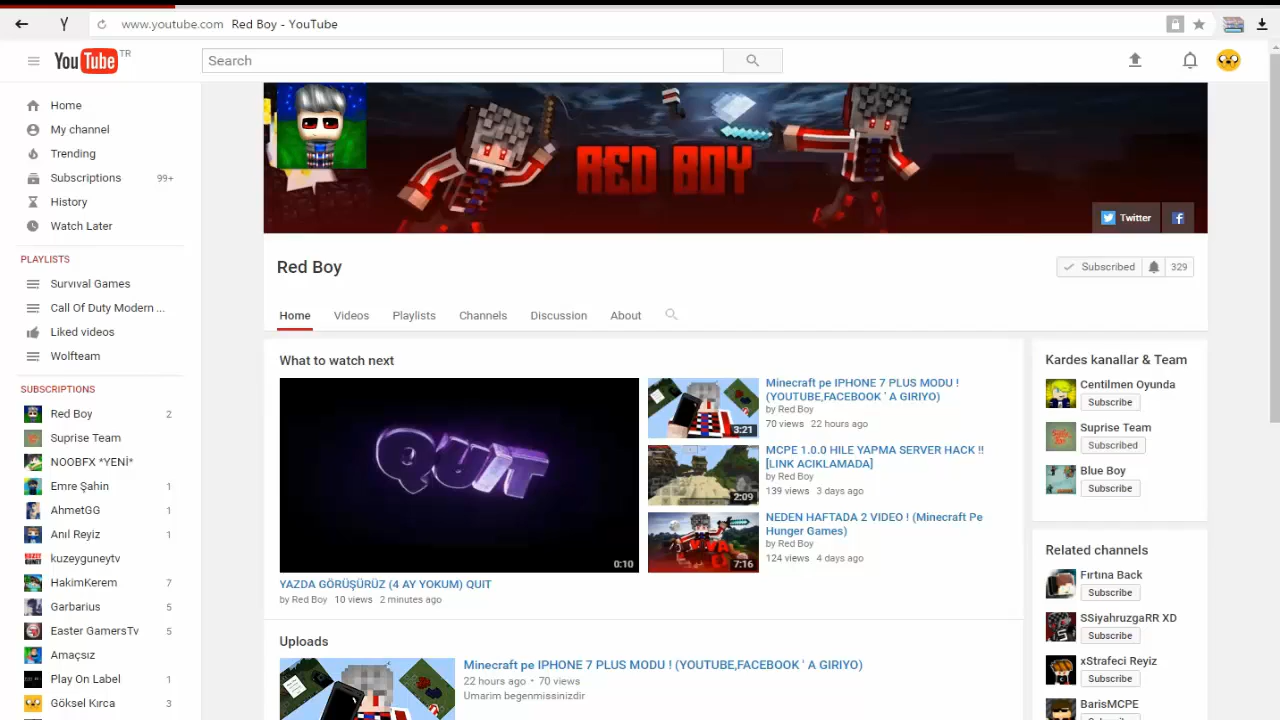 www.youtube.com Red Boy - YouTube
YouTube TR
Search
Home
My channel
Trending
Subscriptions 99+
History
Watch Later
PLAYLISTS
Survıval Games
Call Of Duty Modern ...
Liked videos
Wolfteam
SUBSCRIPTIONS
Red Boy 2
Suprise Team
NOOBFX *YENİ*
Emre Şahin 1
AhmetGG 1
Anıl Reyiz 1
kuzeyguneytv
HakimKerem 7
Garbarius 5
Easter GamersTv 5
Amaçsız
Play On Label 1
Göksel Kırca 3
RED BOY
Twitter
Red Boy
Subscribed 329
Home Videos Playlists Channels Discussion About
What to watch next
QUIT
0:10
YAZDA GÖRÜŞÜRÜZ (4 AY YOKUM) QUIT
by Red Boy 10 views 2 minutes ago
3:21
Minecraft pe IPHONE 7 PLUS MODU !
(YOUTUBE,FACEBOOK ' A GIRIYO)
by Red Boy
70 views 22 hours ago
2:09
MCPE 1.0.0 HILE YAPMA SERVER HACK !!
[LINK ACIKLAMADA]
by Red Boy
139 views 3 days ago
7:16
NEDEN HAFTADA 2 VIDEO ! (Minecraft Pe
Hunger Games)
by Red Boy
124 views 4 days ago
Uploads
Minecraft pe IPHONE 7 PLUS MODU ! (YOUTUBE,FACEBOOK ' A GIRIYO)
22 hours ago • 70 views
Umarim begenmissinizdir
Kardes kanallar & Team
Centilmen Oyunda
Subscribe
Suprise Team
Subscribed
Blue Boy
Subscribe
Related channels
Fırtına Back
Subscribe
SSiyahruzgaRR XD
Subscribe
xStrafeci Reyiz
Subscribe
BarisMCPE